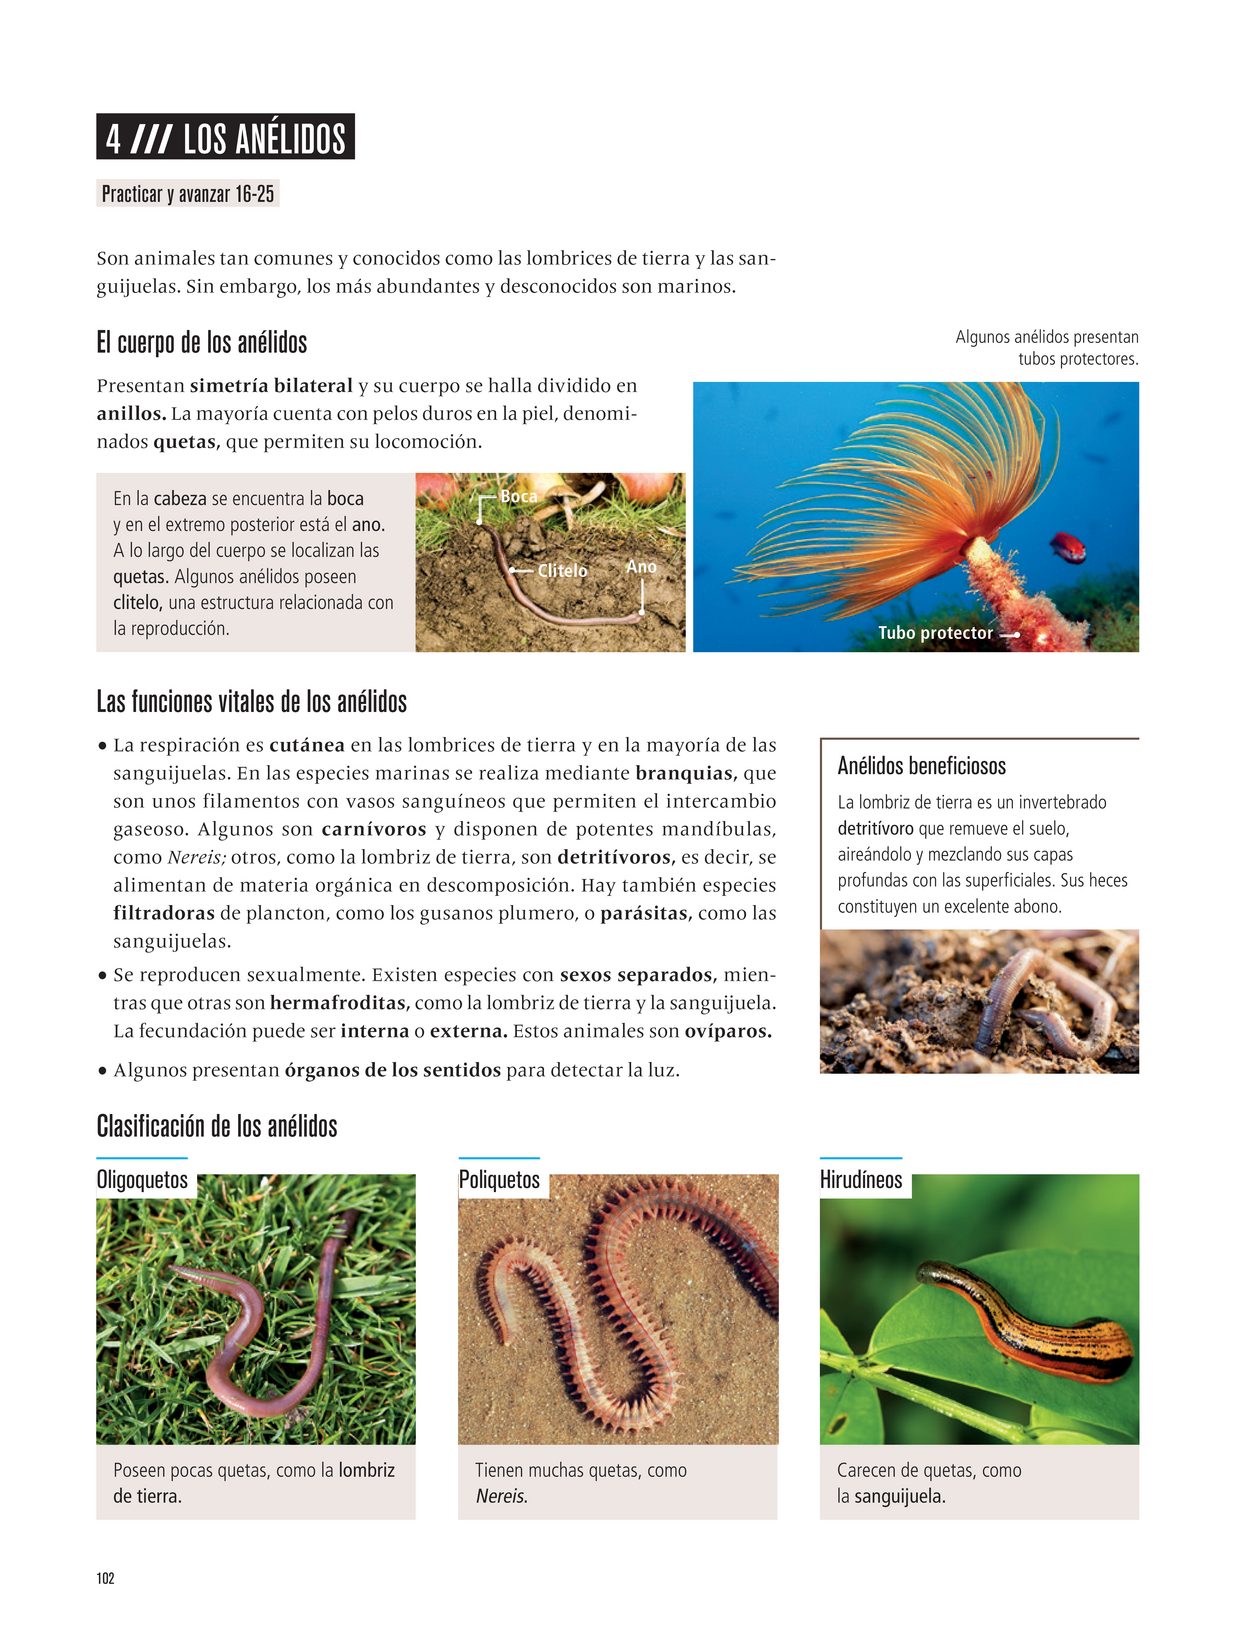 4 /// LOS ANÉLIDOS
Practicar y avanzar 16-25
Son animales tan comunes y conocidos como las lombrices de tierra y las san-
guijuelas. Sin embargo, los más abundantes y desconocidos son marinos.
El cuerpo de los anélidos
Presentan simetría bilateral y su cuerpo se halla dividido en
anillos. La mayoría cuenta con pelos duros en la piel, denomi-
nados quetas, que permiten su locomoción.
En la cabeza se encuentra la boca
y en el extremo posterior está el ano.
A lo largo del cuerpo se localizan las
quetas. Algunos anélidos poseen
clitelo, una estructura relacionada con
la reproducción.
Boca
Clitelo
Ano
Algunos anélidos presentan
tubos protectores.
Tubo protector
Las funciones vitales de los anélidos
• La respiración es cutánea en las lombrices de tierra y en la mayoría de las
sanguijuelas. En las especies marinas se realiza mediante branquias, que
son unos filamentos con vasos sanguíneos que permiten el intercambio
gaseoso. Algunos son carnívoros y disponen de potentes mandíbulas,
como Nereis; otros, como la lombriz de tierra, son detritívoros, es decir, se
alimentan de materia orgánica en descomposición. Hay también especies
filtradoras de plancton, como los gusanos plumero, o parásitas, como las
sanguijuelas.
• Se reproducen sexualmente. Existen especies con sexos separados, mien-
tras que otras son hermafroditas, como la lombriz de tierra y la sanguijuela.
La fecundación puede ser interna o externa. Estos animales son ovíparos.
• Algunos presentan órganos de los sentidos para detectar la luz.
Anélidos beneficiosos
La lombriz de tierra es un invertebrado
detritívoro que remueve el suelo,
aireándolo y mezclando sus capas
profundas con las superficiales. Sus heces
constituyen un excelente abono.
Clasificación de los anélidos
Oligoquetos
Poseen pocas quetas, como la lombriz
de tierra.
Poliquetos
Tienen muchas quetas, como
Nereis.
Hirudíneos
Carecen de quetas, como
la sanguijuela.
102